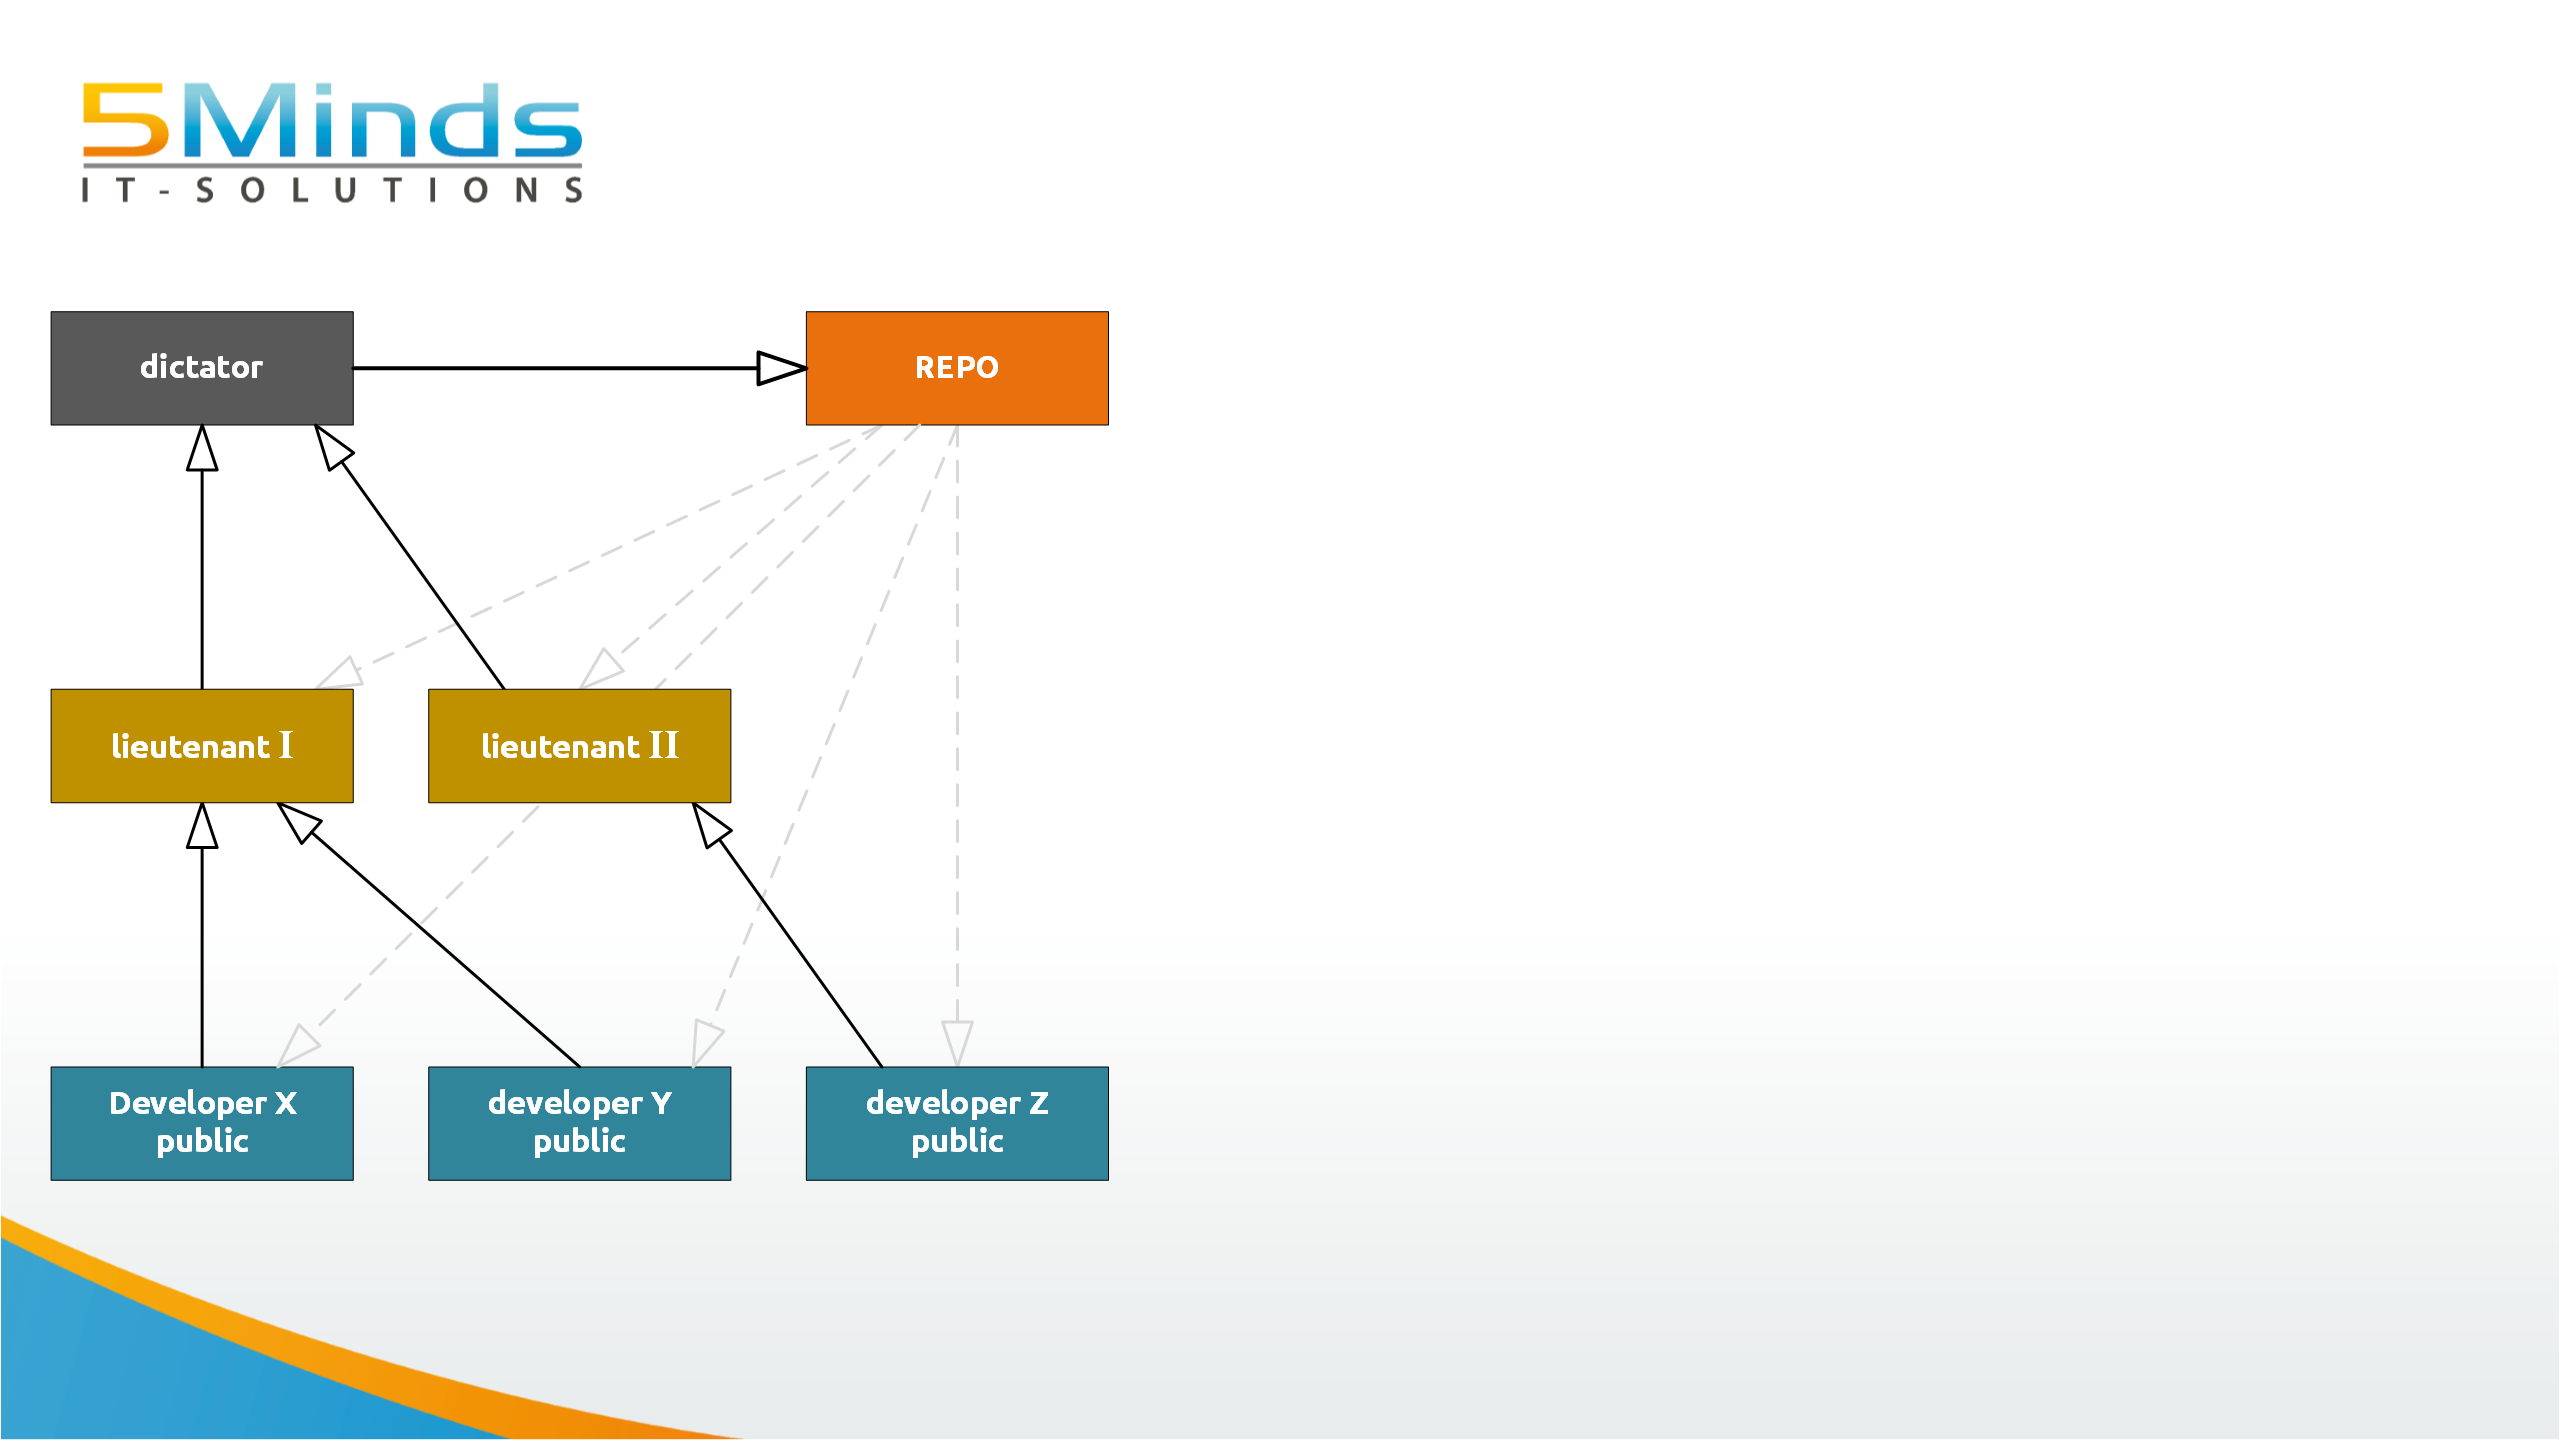 5Minds
IT-SOLUTIONS
dictator
REPO
lieutenant I
lieutenant II
Developer X
public
developer Y
public
developer Z
public